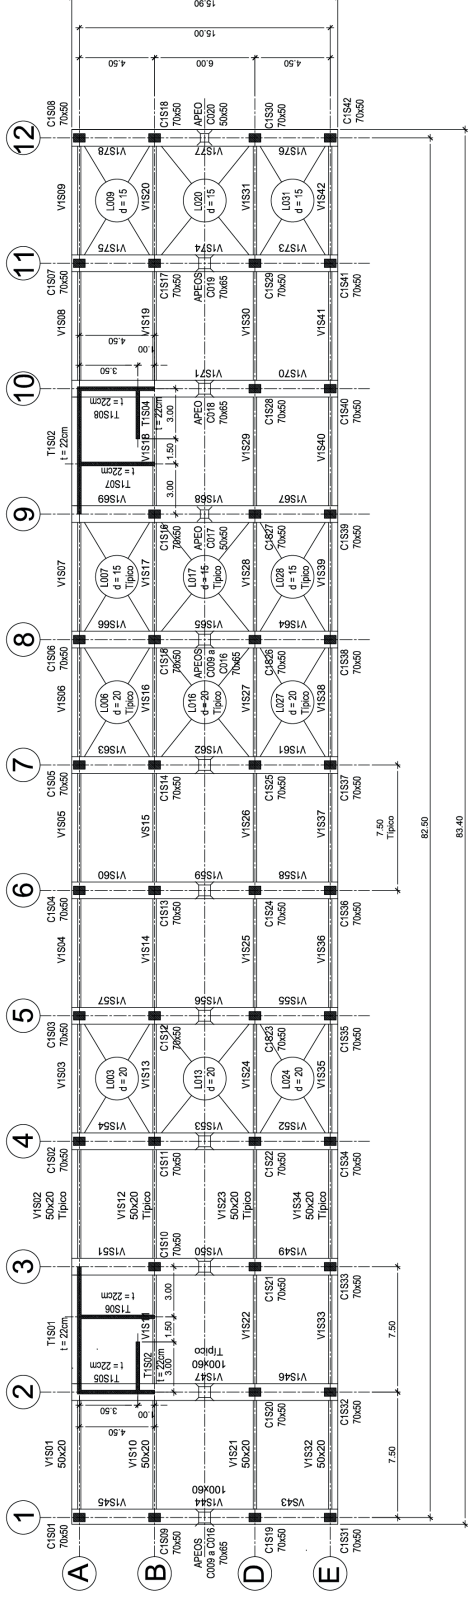 15.90
15.00
4.50
6.00
4.50
12
C1S08
70x50
C1S18
70x50
APEO
C020
50x50
C1S30
70x50
C1S42
70x50
V1S78
V1S77
V1S76
V1S09
L009
d = 15
V1S20
L020
d = 15
V1S31
L031
d = 15
V1S42
V1S75
V1S74
V1S73
11
C1S07
70x50
C1S17
70x50
APEOS
C019
70x65
C1S29
70x50
C1S41
70x50
V1S08
V1S19
V1S30
V1S41
4.50
3.50
1.00
V1S71
V1S70
10
T1S02
t = 22cm
t = 22cm
T1S08
T1S04
t = 22cm
V1S18
3.00
1.50
3.00
APEO
C018
70x65
C1S28
70x50
C1S40
70x50
V1S29
V1S40
t = 22cm
T1S07
V1S69
V1S68
V1S67
9
C1S16
70x50
APEO
C017
50x50
C1S27
70x50
C1S39
70x50
V1S07
L007
d = 15
Típico
V1S17
L017
d = 15
Típico
V1S28
L028
d = 15
Típico
V1S39
V1S66
V1S65
V1S64
8
C1S06
70x50
C1S15
70x50
APEOS
C009 a
C016
70x65
C1S26
70x50
C1S38
70x50
V1S06
L006
d = 20
Típico
V1S16
L016
d = 20
Típico
V1S27
L027
d = 20
Típico
V1S38
V1S63
V1S62
V1S61
7
C1S05
70x50
C1S14
70x50
C1S25
70x50
C1S37
70x50
V1S05
VS15
V1S26
V1S37
7.50
Típico
82.50
83.40
V1S60
V1S59
V1S58
6
C1S04
70x50
C1S13
70x50
C1S24
70x50
C1S36
70x50
V1S04
V1S14
V1S25
V1S36
V1S57
V1S56
V1S55
5
C1S03
70x50
C1S12
70x50
C1S23
70x50
C1S35
70x50
V1S03
L003
d = 20
V1S13
L013
d = 20
V1S24
L024
d = 20
V1S35
V1S54
V1S53
V1S52
4
C1S02
70x50
C1S11
70x50
C1S22
70x50
C1S34
70x50
V1S02
50x20
Típico
V1S12
50x20
Típico
V1S23
50x20
Típico
V1S34
50x20
Típico
V1S51
V1S50
V1S49
3
C1S10
70x50
C1S21
70x50
C1S33
70x50
T1S01
t = 22cm
T1S06
t = 22cm
V1S11
3.00
1.50
3.00
T1S02
t = 22cm
V1S22
V1S33
7.50
t = 22cm
T1S05
Típico
100x60
V1S47
V1S46
2
C1S20
70x50
C1S32
70x50
3.50
1.00
4.50
V1S01
50x20
V1S10
50x20
V1S21
50x20
V1S32
50x20
7.50
V1S45
100x60
V1S44
VS43
1
C1S01
70x50
C1S09
70x50
APEOS
C009 a C016
70x65
C1S19
70x50
C1S31
70x50
A
B
D
E